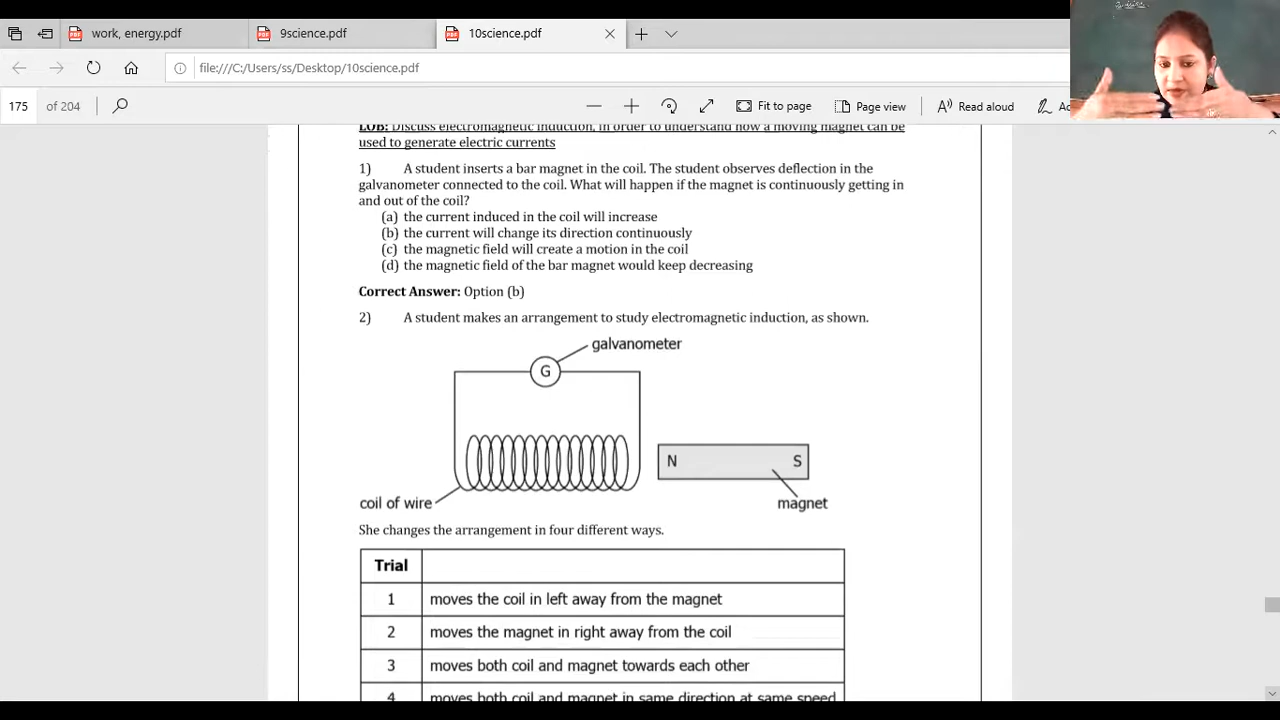 work, energy.pdf
9science.pdf
10science.pdf
file:///C:/Users/ss/Desktop/10science.pdf
175 of 204
Fit to page
Page view
Read aloud
LOB: Discuss electromagnetic induction, in order to understand how a moving magnet can be
used to generate electric currents
1) A student inserts a bar magnet in the coil. The student observes deflection in the
galvanometer connected to the coil. What will happen if the magnet is continuously getting in
and out of the coil?
(a) the current induced in the coil will increase
(b) the current will change its direction continuously
(c) the magnetic field will create a motion in the coil
(d) the magnetic field of the bar magnet would keep decreasing
Correct Answer: Option (b)
2) A student makes an arrangement to study electromagnetic induction, as shown.
galvanometer
G
N S
coil of wire
magnet
She changes the arrangement in four different ways.
Trial
1 moves the coil in left away from the magnet
2 moves the magnet in right away from the coil
3 moves both coil and magnet towards each other
4 moves both coil and magnet in same direction at same speed